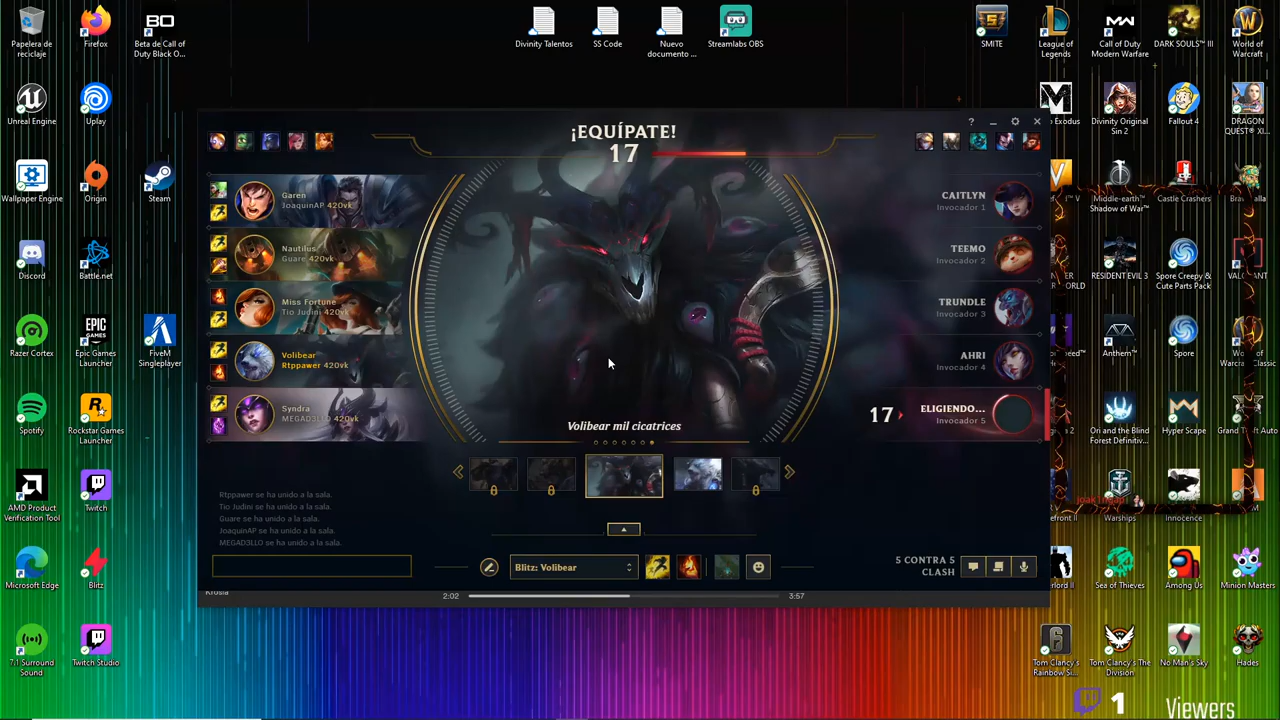 Papelera de reciclaje
Firefox
BO
Beta de Call of Duty Black O...
Divinity Talentos
SS Code
Nuevo documento ...
Streamlabs OBS
SMITE
League of Legends
Call of Duty Modern Warfare
DARK SOULS™ III
World of Warcraft
Unreal Engine
Uplay
Exodus
Divinity Original Sin 2
Fallout 4
DRAGON QUEST® XI...
Wallpaper Engine
Origin
Steam
Middle-earth™ Shadow of War™
Castle Crashers
Discord
Battle.net
RESIDENT EVIL 3
Spore Creepy & Cute Parts Pack
Razer Cortex
EPIC GAMES
Epic Games Launcher
FiveM Singleplayer
Anthem™
Spore
Spotify
Rockstar Games Launcher
Ori and the Blind Forest Definitiv...
Hyper Scape
AMD Product Verification Tool
Twitch
Warships
Innocence
Microsoft Edge
Blitz
Sea of Thieves
Among Us
Minion Masters
7.1 Surround Sound
Twitch Studio
Tom Clancy's Rainbow Si...
Tom Clancy's The Division
No Man's Sky
Hades
¡EQUÍPATE!
17
?
Garen
JoaquinAP 420vk
Nautilus
Guare 420vk
Miss Fortune
Tio Judini 420vk
Volibear
Rtppawer 420vk
Syndra
MEGAD3LLO 420vk
CAITLYN
Invocador 1
TEEMO
Invocador 2
TRUNDLE
Invocador 3
AHRI
Invocador 4
17
ELIGIENDO...
Invocador 5
Volibear mil cicatrices
Rtppawer se ha unido a la sala.
Tio Judini se ha unido a la sala.
Guare se ha unido a la sala.
JoaquinAP se ha unido a la sala.
MEGAD3LLO se ha unido a la sala.
Blitz: Volibear
5 CONTRA 5
CLASH
2:02
3:57
1
Viewers